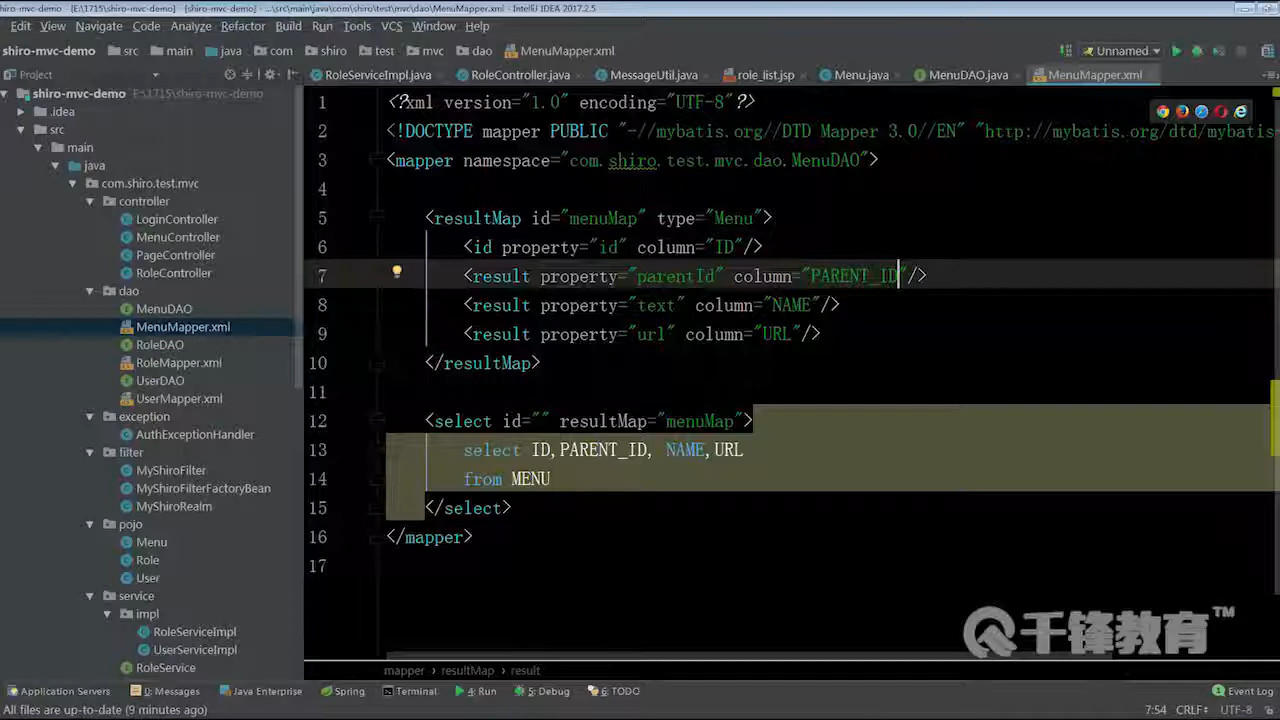 shiro-mvc-demo] - [E:\1715\shiro-mvc-demo] - [shiro-mvc-demo] - ...\src\main\java\com\shiro\test\mvc\dao\MenuMapper.xml - IntelliJ IDEA 2017.2.5
Edit View Navigate Code Analyze Refactor Build Run Tools VCS Window Help
shiro-mvc-demo src main java com shiro test mvc dao MenuMapper.xml
Unnamed
Project
RoleServiceImpl.java RoleController.java MessageUtil.java role_list.jsp Menu.java MenuDAO.java MenuMapper.xml
shiro-mvc-demo E:\1715\shiro-mvc-demo
.idea
src
main
java
com.shiro.test.mvc
controller
LoginController
MenuController
PageController
RoleController
dao
MenuDAO
MenuMapper.xml
RoleDAO
RoleMapper.xml
UserDAO
UserMapper.xml
exception
AuthExceptionHandler
filter
MyShiroFilter
MyShiroFilterFactoryBean
MyShiroRealm
pojo
Menu
Role
User
service
impl
RoleServiceImpl
UserServiceImpl
RoleService
1 <?xml version="1.0" encoding="UTF-8"?>
2 <!DOCTYPE mapper PUBLIC "-//mybatis.org//DTD Mapper 3.0//EN" "http://mybatis.org/dtd/mybatis
3 <mapper namespace="com.shiro.test.mvc.dao.MenuDAO">
4
5 <resultMap id="menuMap" type="Menu">
6 <id property="id" column="ID"/>
7 <result property="parentId" column="PARENT_ID"/>
8 <result property="text" column="NAME"/>
9 <result property="url" column="URL"/>
10 </resultMap>
11
12 <select id="" resultMap="menuMap">
13 select ID,PARENT_ID, NAME,URL
14 from MENU
15 </select>
16 </mapper>
17
千锋教育™
mapper › resultMap › result
Application Servers 0: Messages Java Enterprise Spring Terminal 4: Run 5: Debug 6: TODO Event Log
All files are up-to-date (9 minutes ago) 7:54 CRLF UTF-8